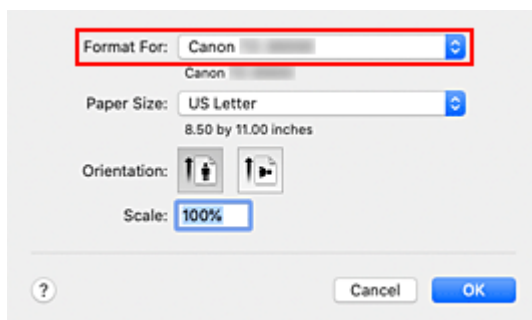 Format For: Canon
Canon
Paper Size: US Letter
8.50 by 11.00 inches
Orientation:
Scale: 100%
? Cancel OK